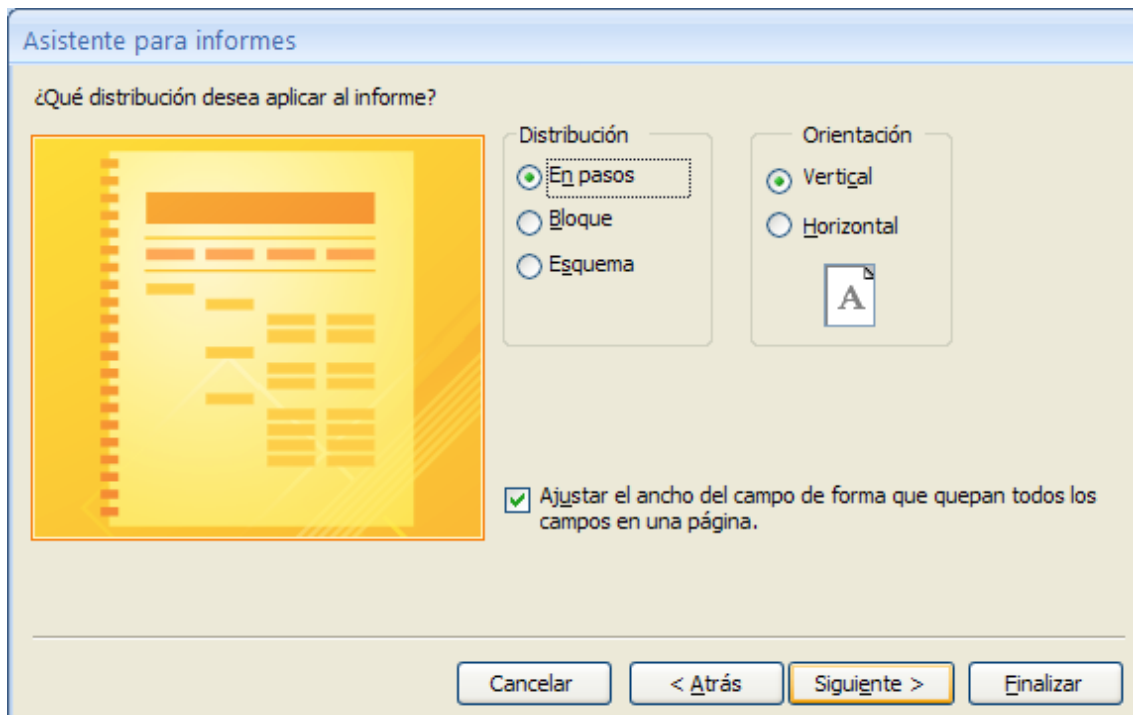 Asistente para informes
¿Qué distribución desea aplicar al informe?
Distribución
En pasos
Bloque
Esquema
Orientación
Vertical
Horizontal
A
Ajustar el ancho del campo de forma que quepan todos los
campos en una página.
Cancelar
< Atrás
Siguiente >
Finalizar